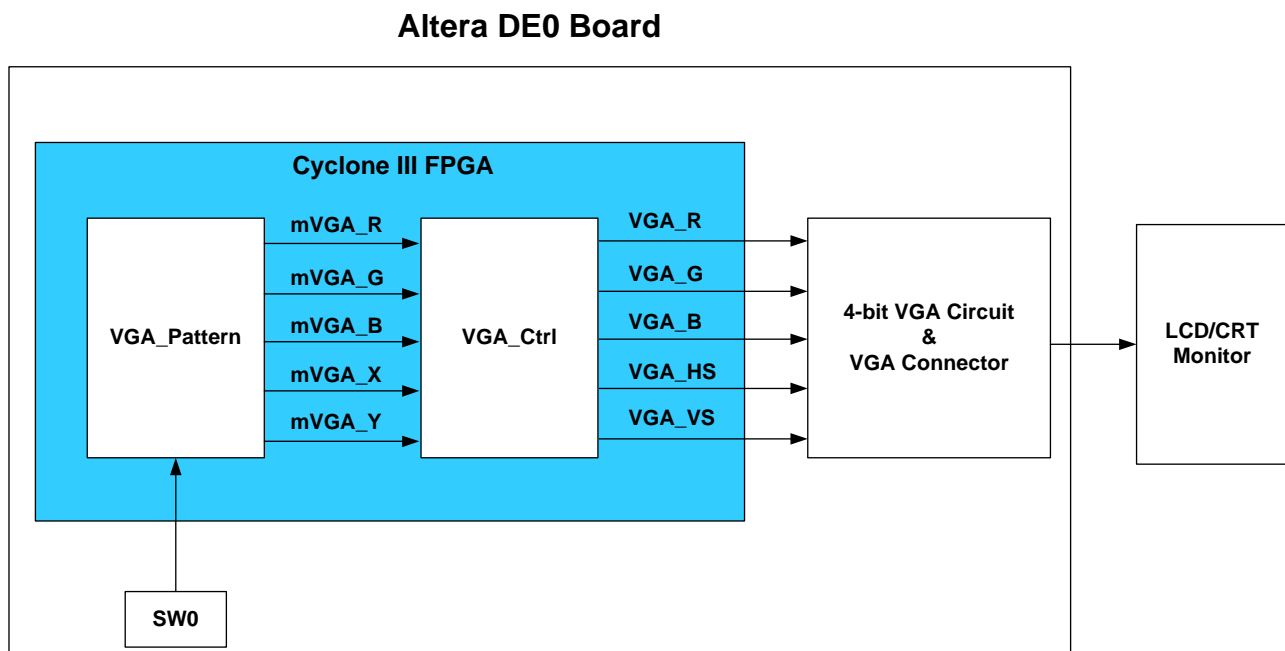 Altera DE0 Board
Cyclone III FPGA
mVGA_R
mVGA_G
mVGA_B
mVGA_X
mVGA_Y
VGA_Pattern
VGA_Ctrl
VGA_R
VGA_G
VGA_B
VGA_HS
VGA_VS
4-bit VGA Circuit
&
VGA Connector
LCD/CRT
Monitor
SW0